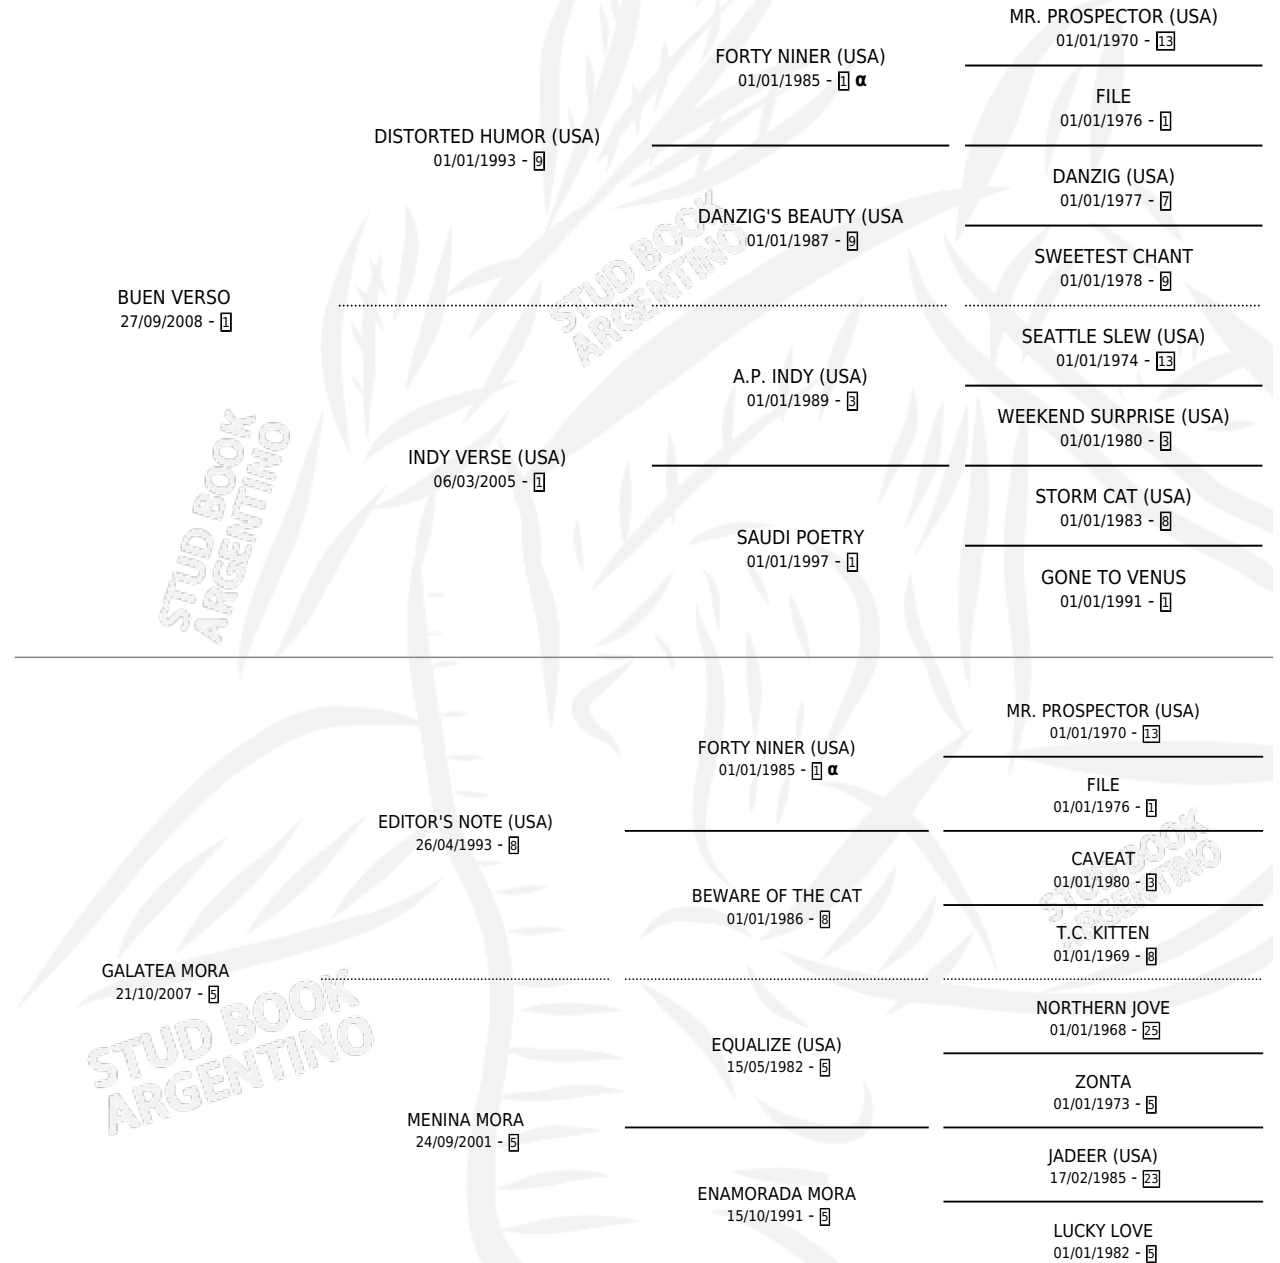 MR. PROSPECTOR (USA)
01/01/1970 - 13
FORTY NINER (USA)
01/01/1985 - 1 α
FILE
01/01/1976 - 1
DISTORTED HUMOR (USA)
01/01/1993 - 9
DANZIG (USA)
01/01/1977 - 7
DANZIG'S BEAUTY (USA
01/01/1987 - 9
SWEETEST CHANT
01/01/1978 - 9
BUEN VERSO
27/09/2008 - 1
SEATTLE SLEW (USA)
01/01/1974 - 13
A.P. INDY (USA)
01/01/1989 - 3
WEEKEND SURPRISE (USA)
01/01/1980 - 3
INDY VERSE (USA)
06/03/2005 - 1
STORM CAT (USA)
01/01/1983 - 8
SAUDI POETRY
01/01/1997 - 1
GONE TO VENUS
01/01/1991 - 1
STUD BOOK
ARGENTINO
STUD BOOK
ARGENTINO
MR. PROSPECTOR (USA)
01/01/1970 - 13
FORTY NINER (USA)
01/01/1985 - 1 α
FILE
01/01/1976 - 1
EDITOR'S NOTE (USA)
26/04/1993 - 8
CAVEAT
01/01/1980 - 3
BEWARE OF THE CAT
01/01/1986 - 8
T.C. KITTEN
01/01/1969 - 8
GALATEA MORA
21/10/2007 - 5
NORTHERN JOVE
01/01/1968 - 25
EQUALIZE (USA)
15/05/1982 - 5
ZONTA
01/01/1973 - 5
MENINA MORA
24/09/2001 - 5
JADEER (USA)
17/02/1985 - 23
ENAMORADA MORA
15/10/1991 - 5
LUCKY LOVE
01/01/1982 - 5
STUD BOOK
ARGENTINO
STUD BOOK
ARGENTINO